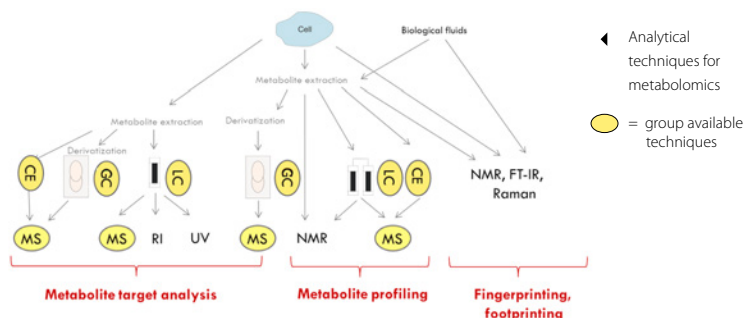 Cell
Biological fluids
Analytical
techniques for
metabolomics
Metabolite extraction
Metabolite extraction
Derivatization
= group available
techniques
Derivatization
CE
GC
LC
GC
LC
CE
NMR, FT-IR,
Raman
MS
MS
RI
UV
MS
NMR
MS
Metabolite target analysis
Metabolite profiling
Fingerprinting,
footprinting